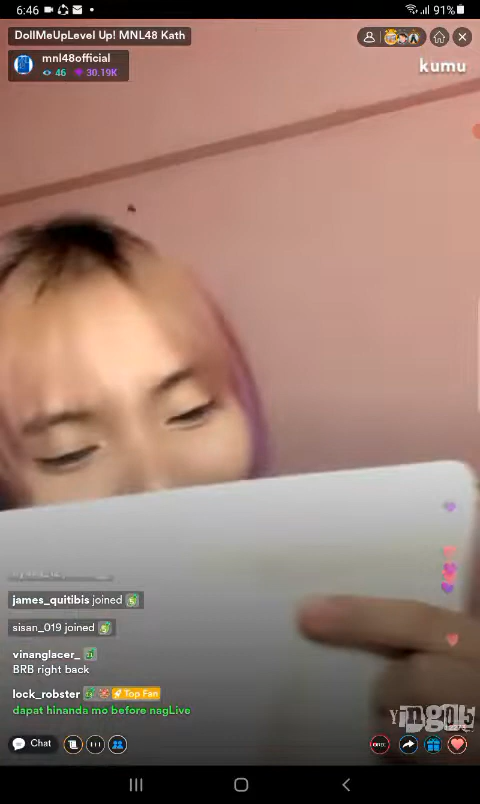 6:46
91%
DollMeUpLevel Up! MNL48 Kath
mnl48official
46 30.19K
kumu
james_quitibis joined
sisan_019 joined
vinanglacer_
BRB right back
lock_robster Top Fan
dapat hinanda mo before nagLive
Chat